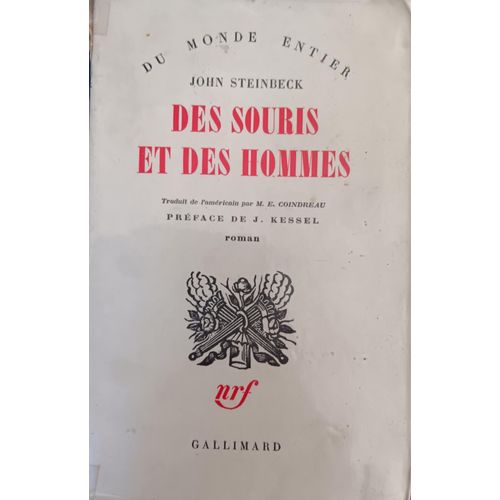 DU MONDE ENTIER
JOHN STEINBECK
DES SOURIS
ET DES HOMMES
Traduit de l'américain par M. E. COINDREAU
PRÉFACE DE J. KESSEL
roman
nrf
GALLIMARD